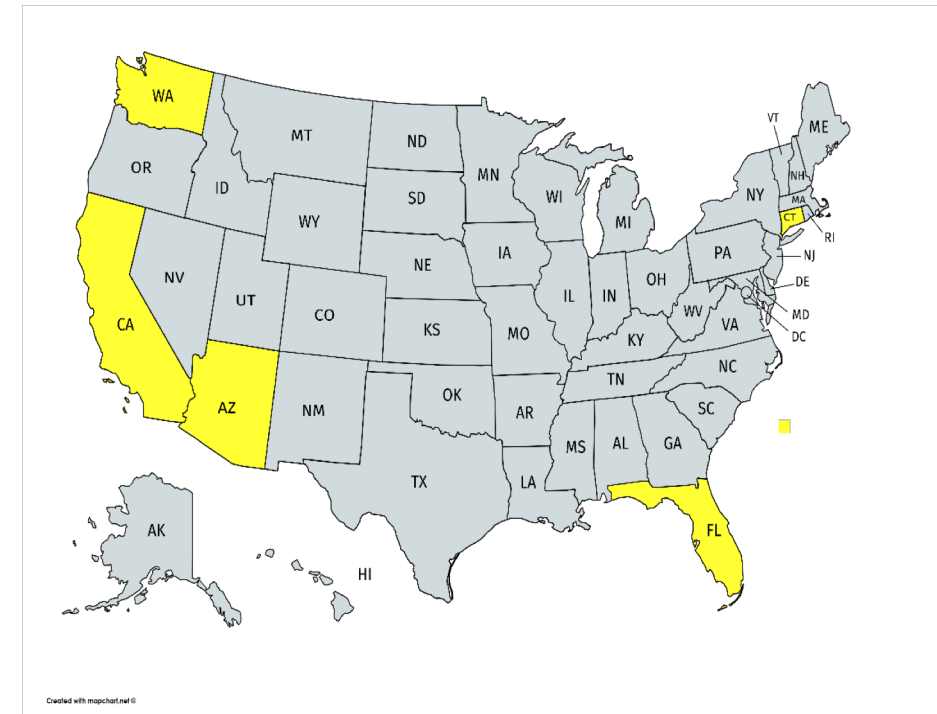 WA
MT
ND
MN
VT
ME
OR
ID
SD
WI
NY
NH
MA
WY
MI
CT
RI
IA
PA
NJ
NE
NV
UT
OH
DE
IL
IN
CO
WV
MD
CA
KS
MO
KY
VA
DC
NC
TN
AZ
NM
OK
AR
SC
MS
AL
GA
TX
LA
AK
FL
HI
Created with mapchart.net ©